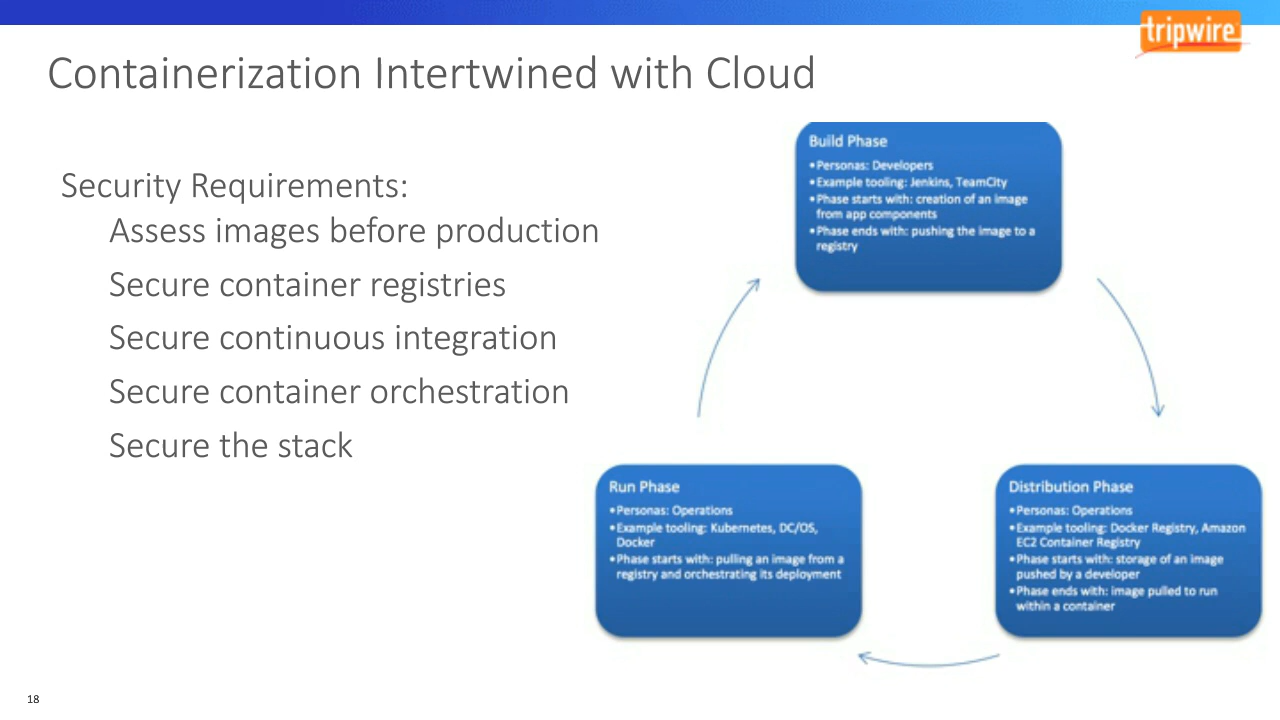 tripwire
Containerization Intertwined with Cloud
Security Requirements:
Assess images before production
Secure container registries
Secure continuous integration
Secure container orchestration
Secure the stack
Build Phase
•Personas: Developers
•Example tooling: Jenkins, TeamCity
•Phase starts with: creation of an image
from app components
•Phase ends with: pushing the image to a
registry
Run Phase
•Personas: Operations
•Example tooling: Kubernetes, DC/OS,
Docker
•Phase starts with: pulling an image from a
registry and orchestrating its deployment
Distribution Phase
•Personas: Operations
•Example tooling: Docker Registry, Amazon
EC2 Container Registry
•Phase starts with: storage of an image
pushed by a developer
•Phase ends with: image pulled to run
within a container
18